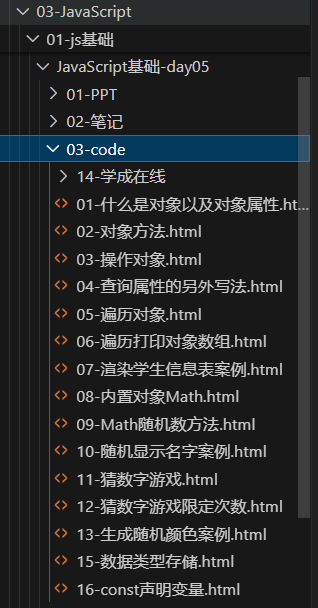 03-JavaScript
01-js基础
JavaScript基础-day05
01-PPT
02-笔记
03-code
14-学成在线
01-什么是对象以及对象属性.ht...
02-对象方法.html
03-操作对象.html
04-查询属性的另外写法.html
05-遍历对象.html
06-遍历打印对象数组.html
07-渲染学生信息表案例.html
08-内置对象Math.html
09-Math随机数方法.html
10-随机显示名字案例.html
11-猜数字游戏.html
12-猜数字游戏限定次数.html
13-生成随机颜色案例.html
15-数据类型存储.html
16-const声明变量.html